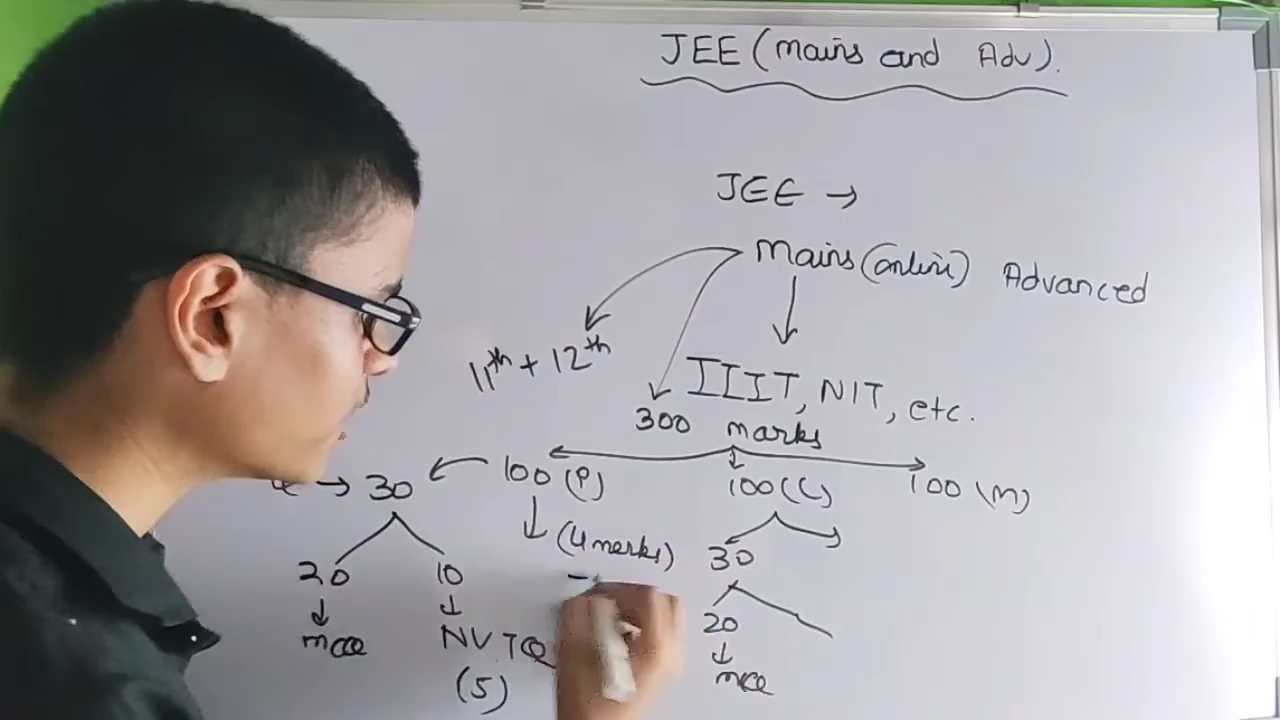 JEE (Mains and Adv).
JEE →
Mains (online) Advanced
11th + 12th
IIIT, NIT, etc.
300 marks
→ 30 100 (P) 100 (C) 100 (M)
(4 marks) 30
20 10
20
MCQ NVTQ
(5) MCQ